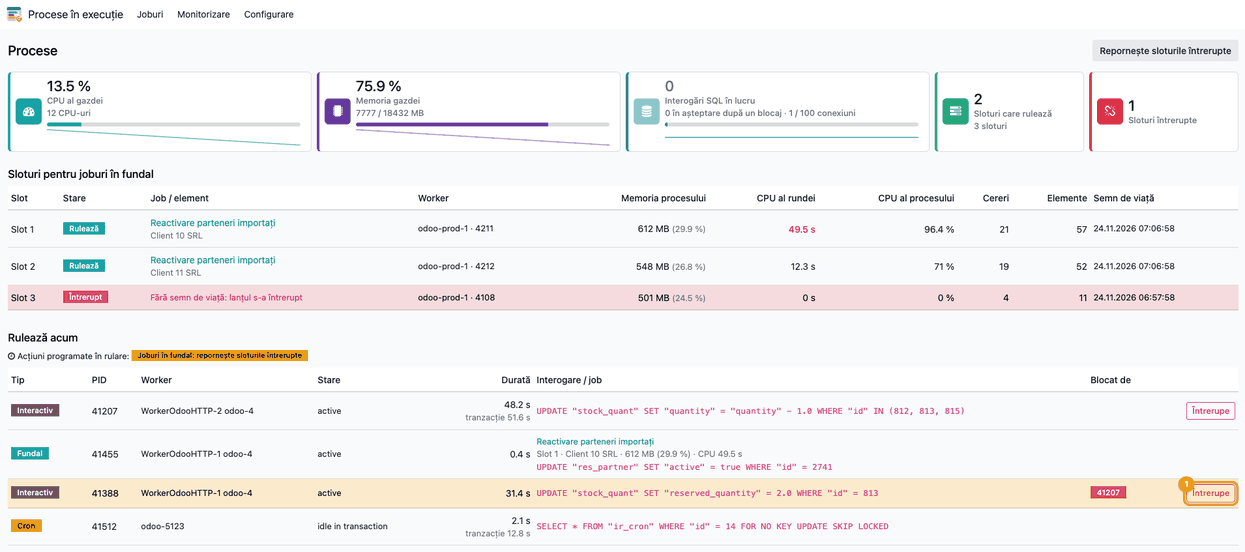 Procese în execuție Joburi Monitorizare Configurare
Procese
Repornește sloturile întrerupte
13.5 %
CPU al gazdei
12 CPU-uri
75.9 %
Memoria gazdei
7777 / 18432 MB
0
Interogări SQL în lucru
0 în așteptare după un blocaj · 1 / 100 conexiuni
2
Sloturi care rulează
3 sloturi
1
Sloturi întrerupte
Sloturi pentru joburi în fundal
Slot Stare Job / element Worker Memoria procesului CPU al rundei CPU al procesului Cereri Elemente Semn de viață
Slot 1 Rulează Reactivare parteneri importați odoo-prod-1 · 4211 612 MB (29.9 %) 49.5 s 96.4 % 21 57 24.11.2026 07:06:58
Client 10 SRL
Slot 2 Rulează Reactivare parteneri importați odoo-prod-1 · 4212 548 MB (26.8 %) 12.3 s 71 % 19 52 24.11.2026 07:06:58
Client 11 SRL
Slot 3 Întrerupt Fără semn de viață: lanțul s-a întrerupt odoo-prod-1 · 4108 501 MB (24.5 %) 0 s 0 % 4 11 24.11.2026 06:57:58
Rulează acum
Acțiuni programate în rulare: Joburi în fundal: repornește sloturile întrerupte
Tip PID Worker Stare Durată Interogare / job Blocat de
Interactiv 41207 WorkerOdooHTTP-2 odoo-4 active 48.2 s UPDATE "stock_quant" SET "quantity" = "quantity" - 1.0 WHERE "id" IN (812, 813, 815) Întrerupe
tranzacție 51.6 s
Reactivare parteneri importați
Fundal 41455 WorkerOdooHTTP-1 odoo-4 active 0.4 s Slot 1 · Client 10 SRL · 612 MB (29.9 %) · CPU 49.5 s
UPDATE "res_partner" SET "active" = true WHERE "id" = 2741
Interactiv 41388 WorkerOdooHTTP-1 odoo-4 active 31.4 s UPDATE "stock_quant" SET "reserved_quantity" = 2.0 WHERE "id" = 813 41207 1 Întrerupe
Cron 41512 odoo-5123 idle in transaction 2.1 s SELECT * FROM "ir_cron" WHERE "id" = 14 FOR NO KEY UPDATE SKIP LOCKED
tranzacție 12.8 s